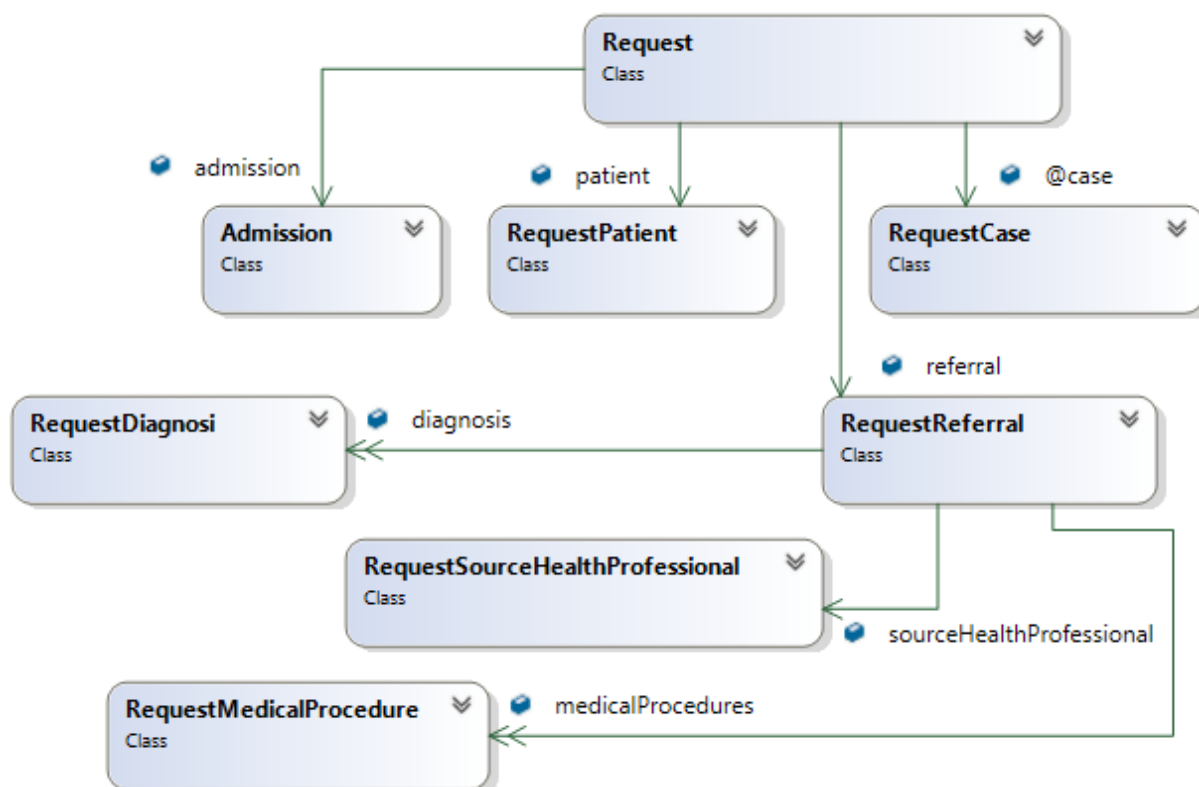 Request
Class
admission
patient
@case
Admission
Class
RequestPatient
Class
RequestCase
Class
referral
RequestDiagnosi
Class
diagnosis
RequestReferral
Class
RequestSourceHealthProfessional
Class
sourceHealthProfessional
RequestMedicalProcedure
Class
medicalProcedures